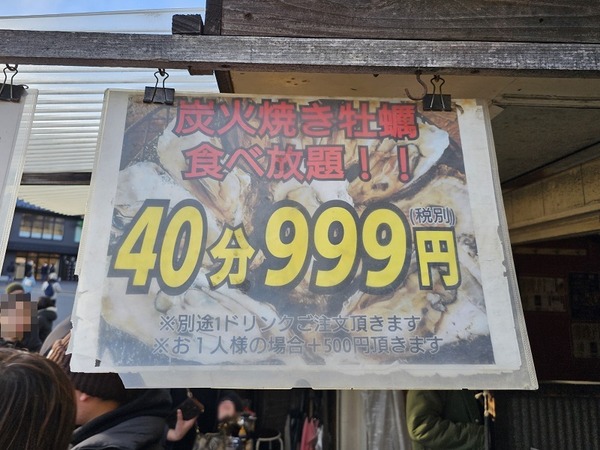 炭火焼き牡蠣
食べ放題！！
40分999円(税別)
※別途1ドリンクご注文頂きます
※お１人様の場合＋500円頂きます